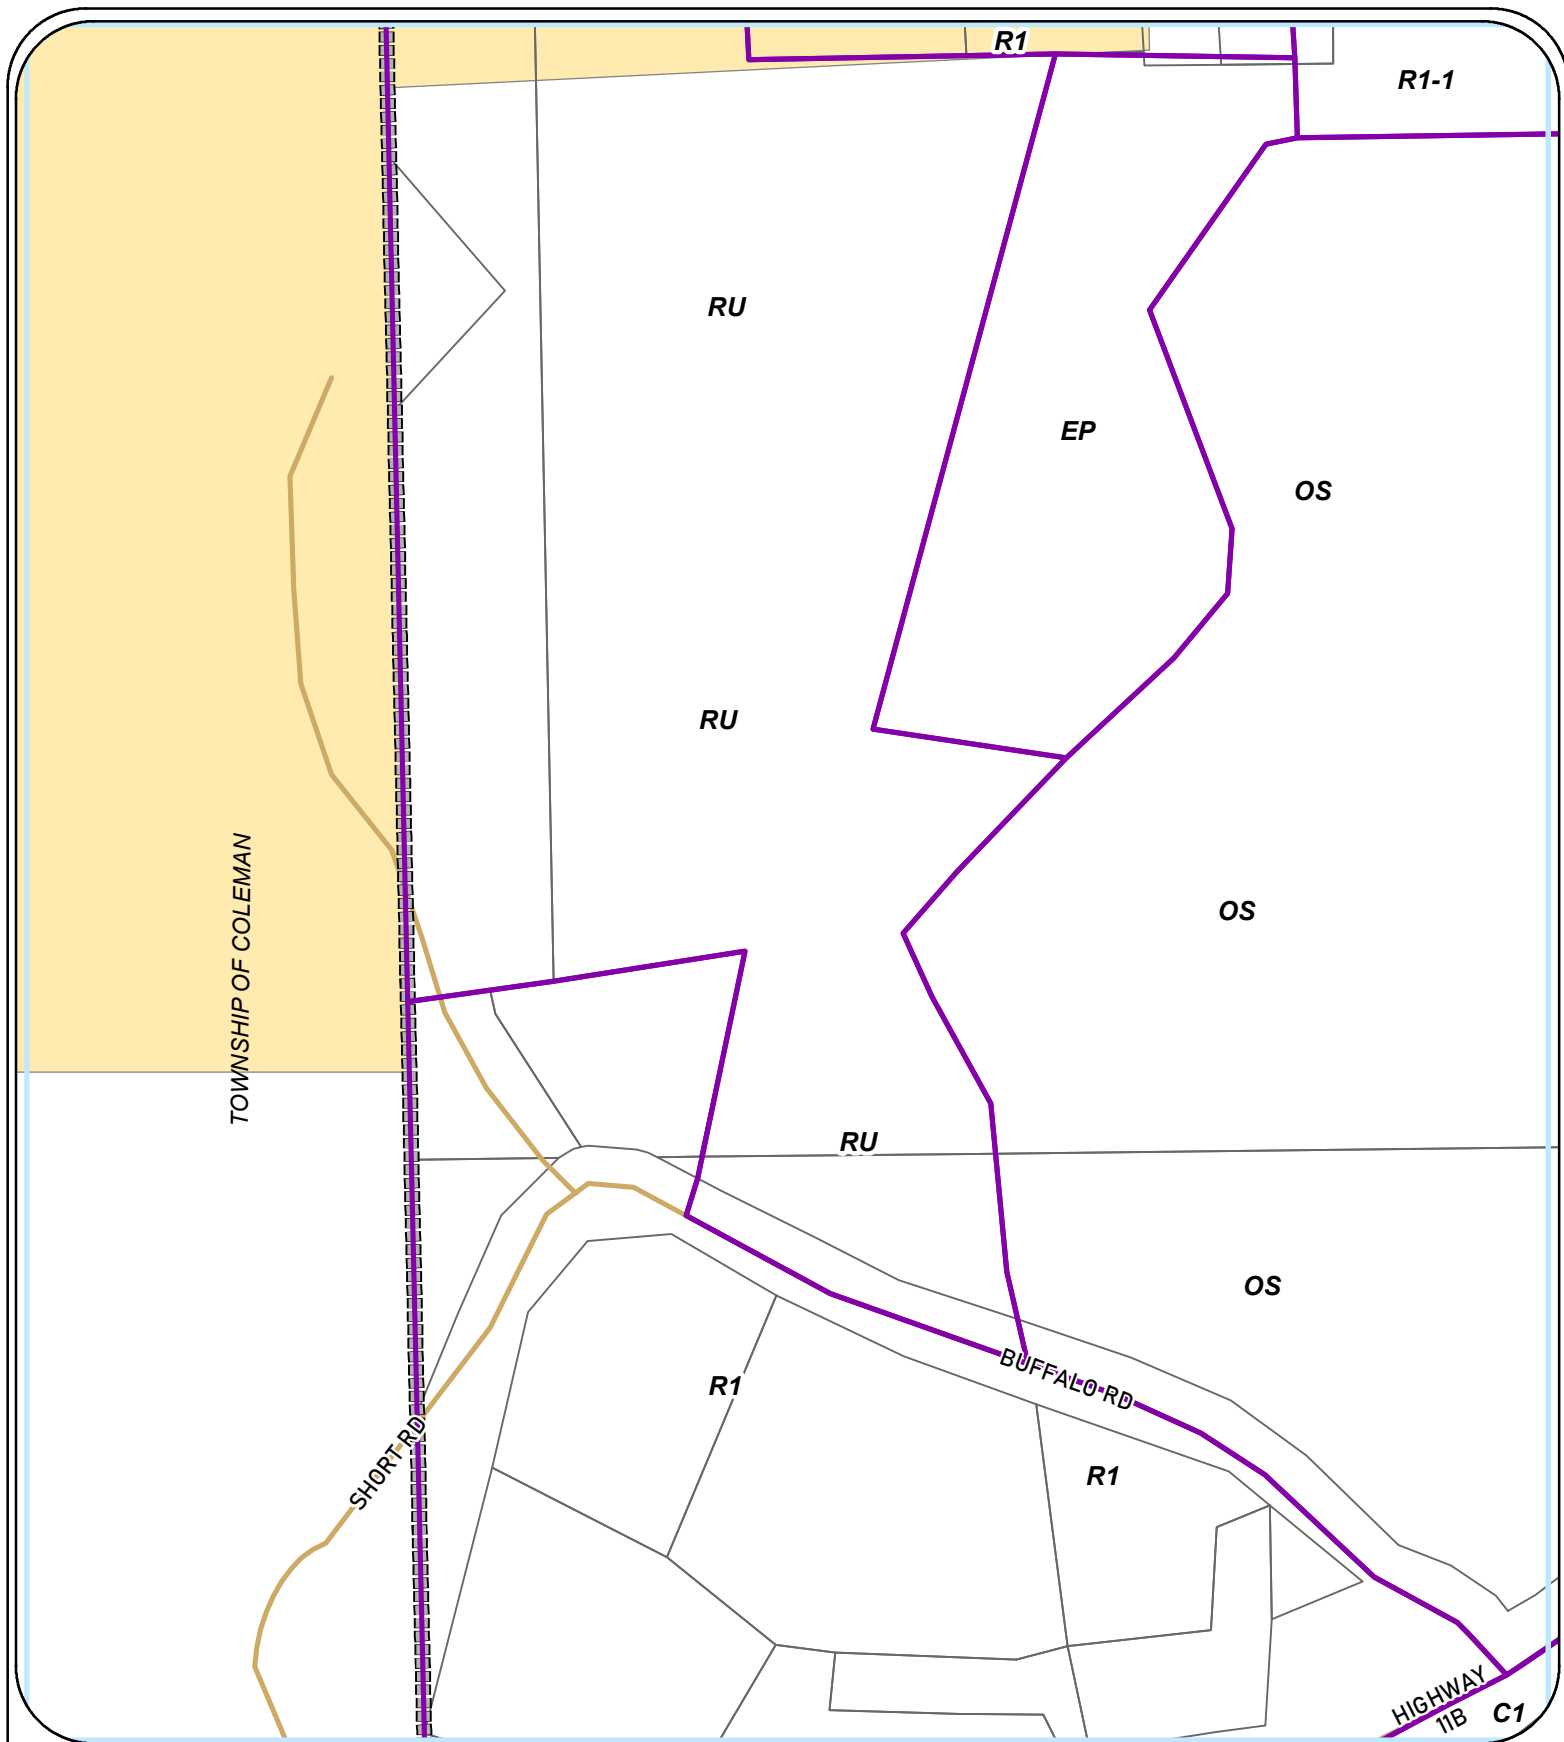 R1
R1-1
RU
EP
OS
RU
TOWNSHIP OF COLEMAN
OS
RU
OS
BUFFALO RD
R1
SHORT RD
R1
HIGHWAY
11B
C1